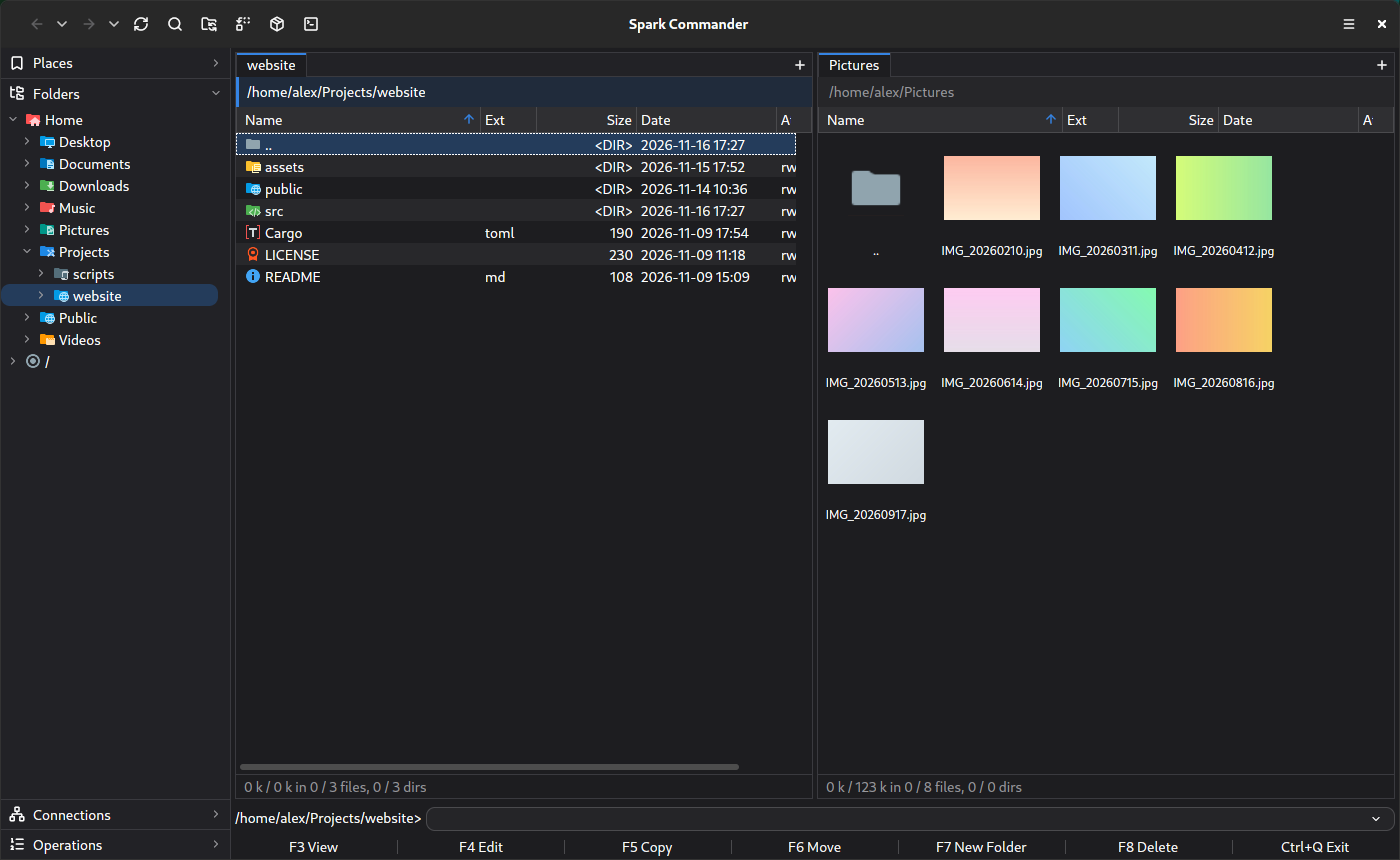 Spark Commander
Places
Folders
Home
Desktop
Documents
Downloads
Music
Pictures
Projects
scripts
website
Public
Videos
/
Connections
Operations
website
/home/alex/Projects/website
Name Ext Size Date
.. <DIR> 2026-11-16 17:27
assets <DIR> 2026-11-15 17:52 rw
public <DIR> 2026-11-14 10:36 rw
src <DIR> 2026-11-16 17:27 rw
Cargo toml 190 2026-11-09 17:54 rw
LICENSE 230 2026-11-09 11:18 rw
README md 108 2026-11-09 15:09 rw
0 k / 0 k in 0 / 3 files, 0 / 3 dirs
Pictures
/home/alex/Pictures
Name Ext Size Date
.. IMG_20260210.jpg IMG_20260311.jpg IMG_20260412.jpg
IMG_20260513.jpg IMG_20260614.jpg IMG_20260715.jpg IMG_20260816.jpg
IMG_20260917.jpg
0 k / 123 k in 0 / 8 files, 0 / 0 dirs
/home/alex/Projects/website>
F3 View F4 Edit F5 Copy F6 Move F7 New Folder F8 Delete Ctrl+Q Exit